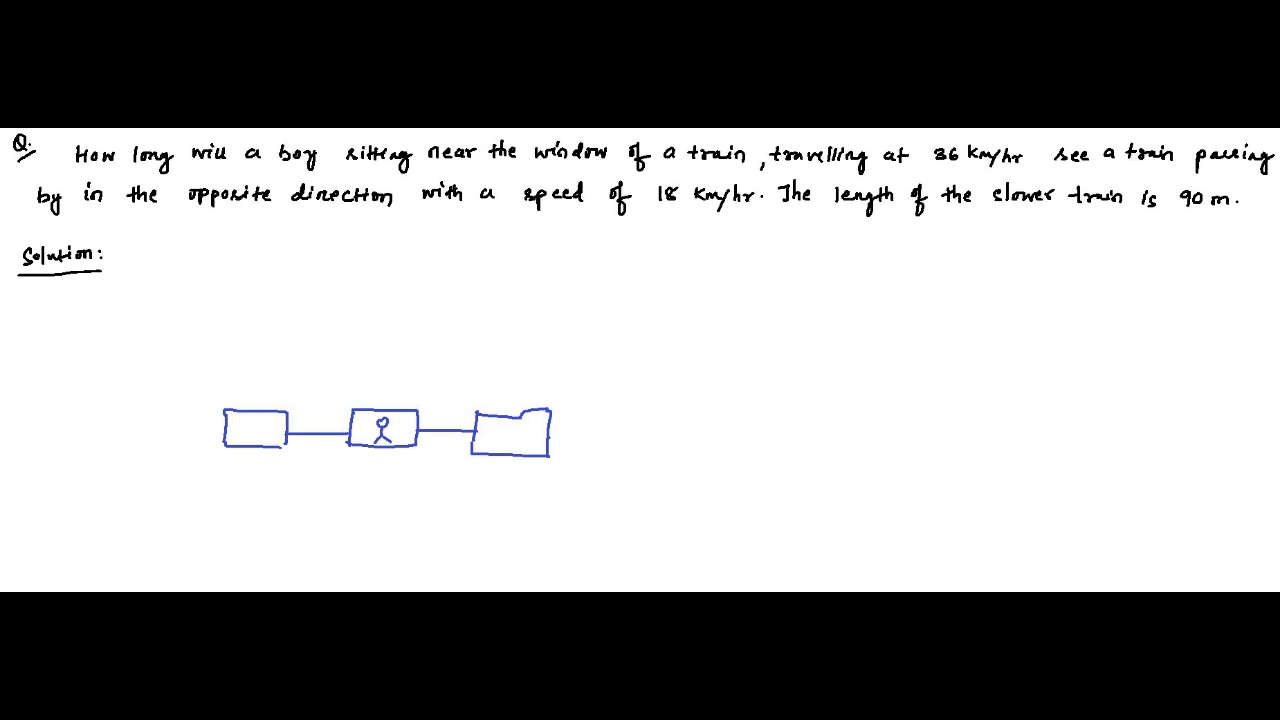 Q. How long will a boy sitting near the window of a train, travelling at 36 km/hr see a train passing
by in the opposite direction with a speed of 18 km/hr. The length of the slower train is 90 m.
Solution: